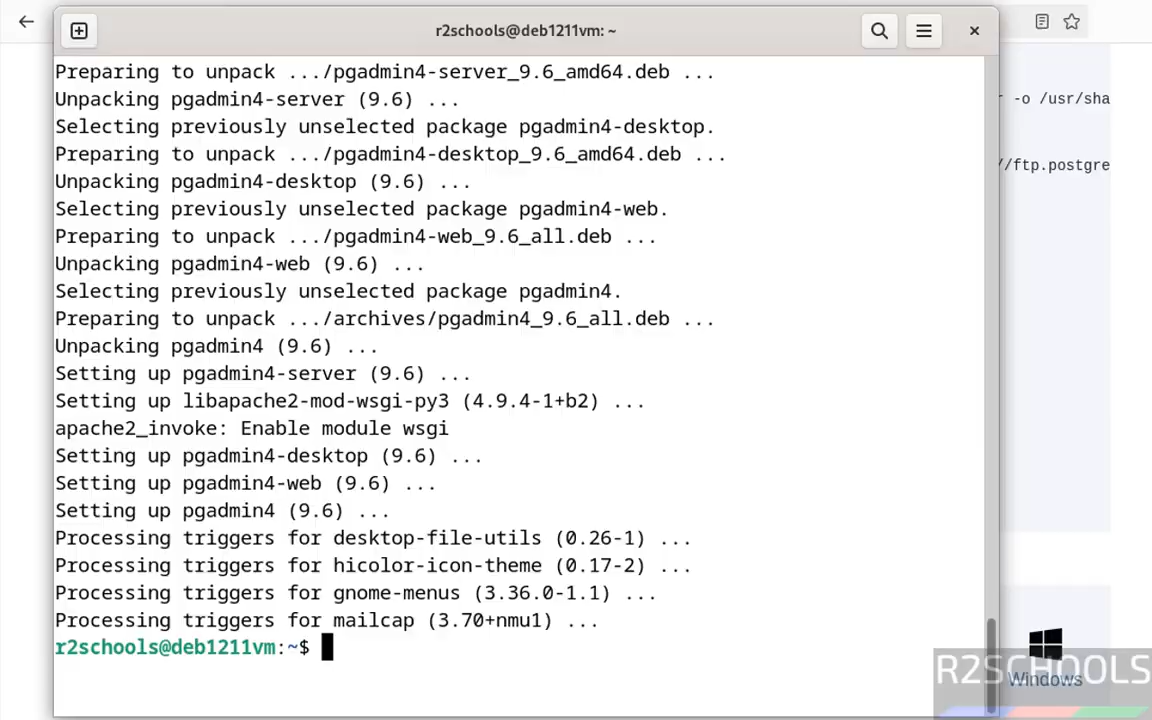 r2schools@deb1211vm: ~
Preparing to unpack .../pgadmin4-server_9.6_amd64.deb ...
Unpacking pgadmin4-server (9.6) ...
Selecting previously unselected package pgadmin4-desktop.
Preparing to unpack .../pgadmin4-desktop_9.6_amd64.deb ...
Unpacking pgadmin4-desktop (9.6) ...
Selecting previously unselected package pgadmin4-web.
Preparing to unpack .../pgadmin4-web_9.6_all.deb ...
Unpacking pgadmin4-web (9.6) ...
Selecting previously unselected package pgadmin4.
Preparing to unpack .../archives/pgadmin4_9.6_all.deb ...
Unpacking pgadmin4 (9.6) ...
Setting up pgadmin4-server (9.6) ...
Setting up libapache2-mod-wsgi-py3 (4.9.4-1+b2) ...
apache2_invoke: Enable module wsgi
Setting up pgadmin4-desktop (9.6) ...
Setting up pgadmin4-web (9.6) ...
Setting up pgadmin4 (9.6) ...
Processing triggers for desktop-file-utils (0.26-1) ...
Processing triggers for hicolor-icon-theme (0.17-2) ...
Processing triggers for gnome-menus (3.36.0-1.1) ...
Processing triggers for mailcap (3.70+nmu1) ...
r2schools@deb1211vm:~$
-o /usr/sha
//ftp.postgre
R2SCHOOLS
Windows